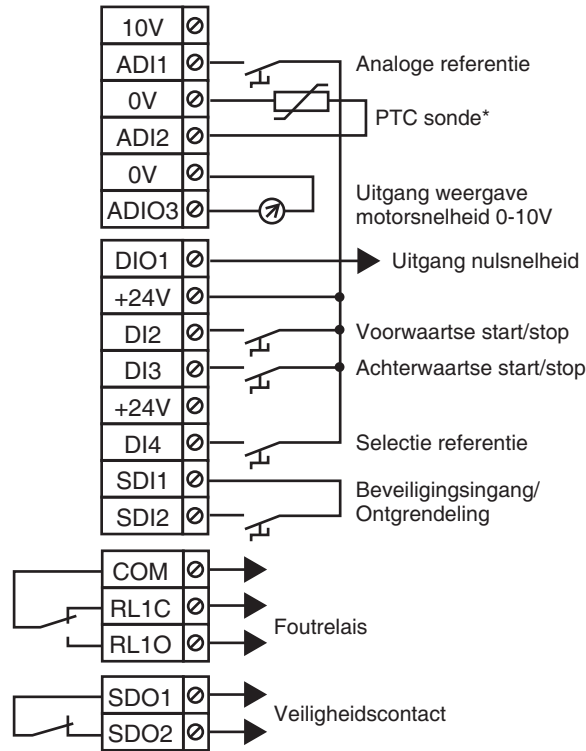 10V
ADI1 Analoge referentie
0V
PTC sonde*
ADI2
0V
Uitgang weergave
ADIO3 motorsnelheid 0-10V
DIO1 Uitgang nulsnelheid
+24V
DI2 Voorwaartse start/stop
DI3 Achterwaartse start/stop
+24V
DI4 Selectie referentie
SDI1
Beveiligingsingang/
SDI2 Ontgrendeling
COM
RL1C
Foutrelais
RL1O
SDO1
Veiligheidscontact
SDO2